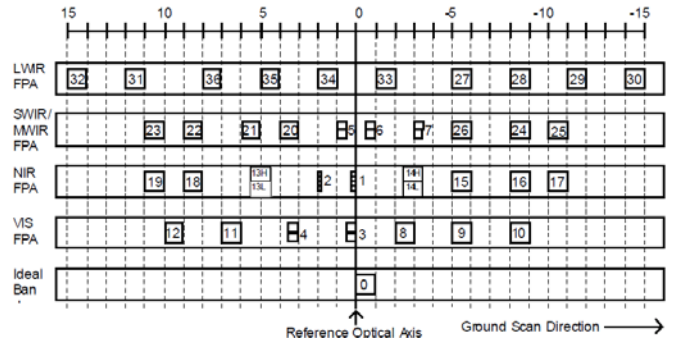 15 10 5 0 -5 -10 -15
LWIR
FPA
32 31 36 35 34 33 27 28 29 30
SWIR/
MWIR
FPA
23 22 21 20 5 6 7 26 24 25
NIR
FPA
19 18 13H 13L 2 1 14H 14L 15 16 17
VIS
FPA
12 11 4 3 8 9 10
Ideal
Ban
0
Reference Optical Axis
Ground Scan Direction